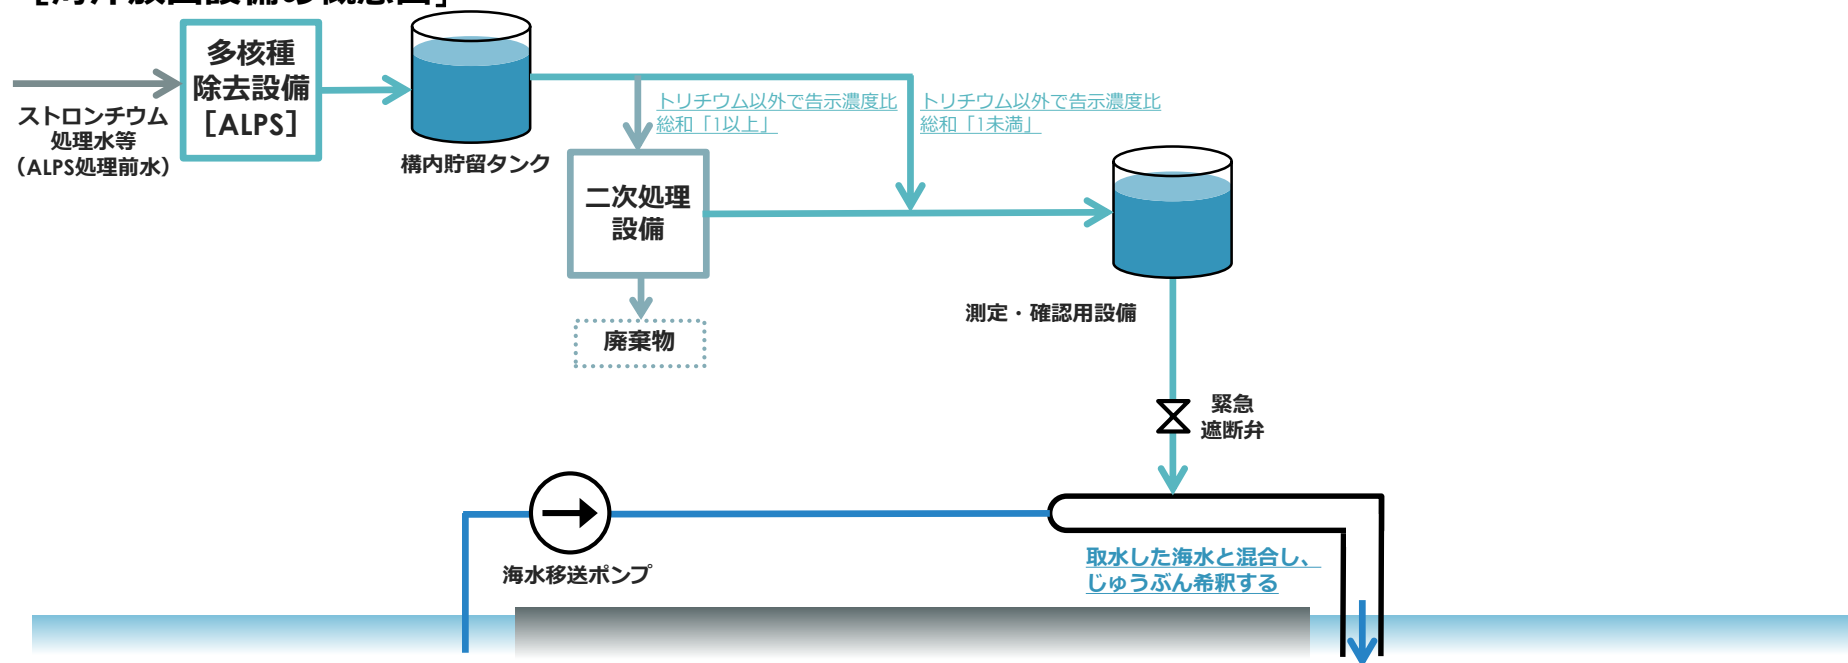 多核種
除去設備
［ALPS］
ストロンチウム
処理水等
（ALPS処理前水）
構内貯留タンク
トリチウム以外で告示濃度比
総和「1以上」
トリチウム以外で告示濃度比
総和「1未満」
二次処理
設備
廃棄物
測定・確認用設備
緊急
遮断弁
海水移送ポンプ
取水した海水と混合し、
じゅうぶん希釈する